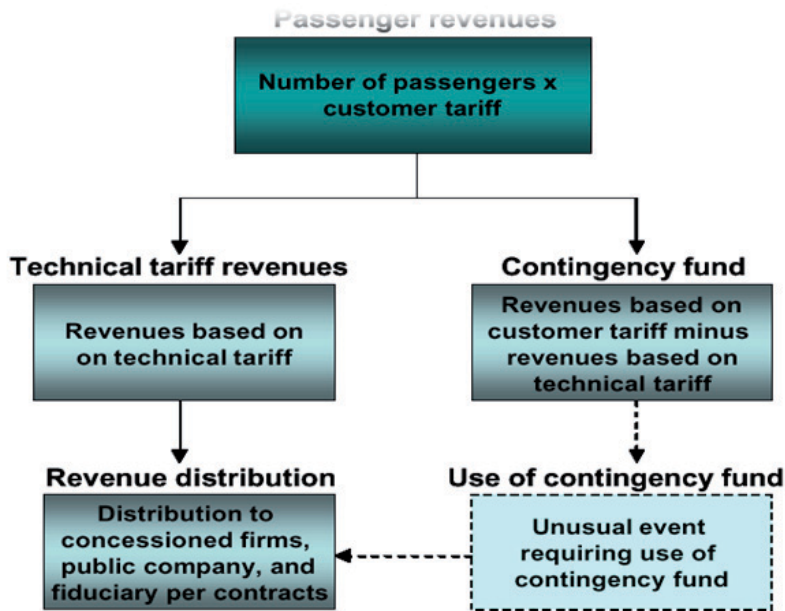 Passenger revenues
Number of passengers x
customer tariff
Technical tariff revenues
Revenues based on
on technical tariff
Contingency fund
Revenues based on
customer tariff minus
revenues based on
technical tariff
Revenue distribution
Distribution to
concessioned firms,
public company, and
fiduciary per contracts
Use of contingency fund
Unusual event
requiring use of
contingency fund